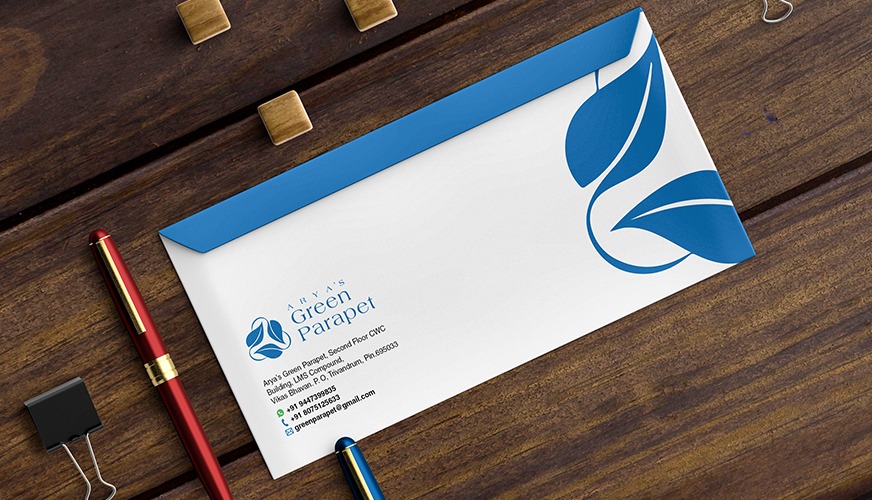 ARYA'S
Green
Parapet
Arya's Green Parapet, Second Floor CWC
Building, LMS Compound,
Vikas Bhavan. P. O. Trivandrum, Pin.695033
+91 9447399835
+91 8075125633
greenparapet@gmail.com